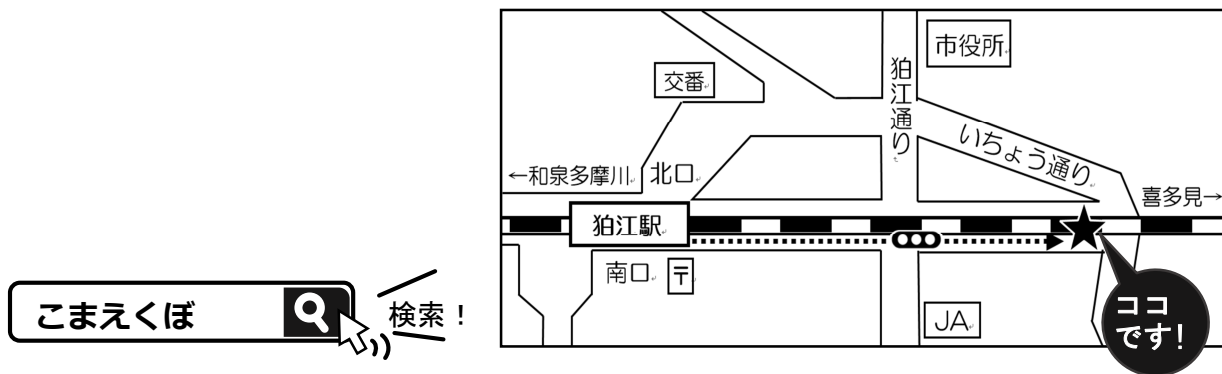 市役所
交番
狛江通り
いちょう通り
←和泉多摩川
北口
喜多見→
狛江駅
南口
〒
JA
ココ
です!
こまえくぼ
検索！